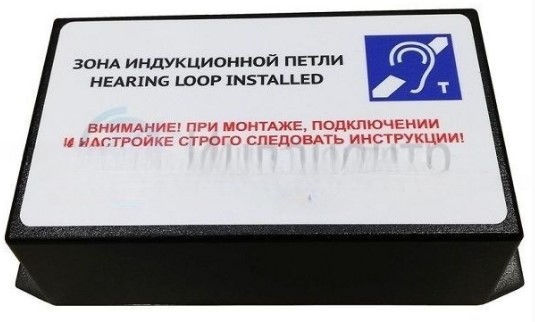 ЗОНА ИНДУКЦИОННОЙ ПЕТЛИ
HEARING LOOP INSTALLED
T
ВНИМАНИЕ! ПРИ МОНТАЖЕ, ПОДКЛЮЧЕНИИ
И НАСТРОЙКЕ СТРОГО СЛЕДОВАТЬ ИНСТРУКЦИИ!